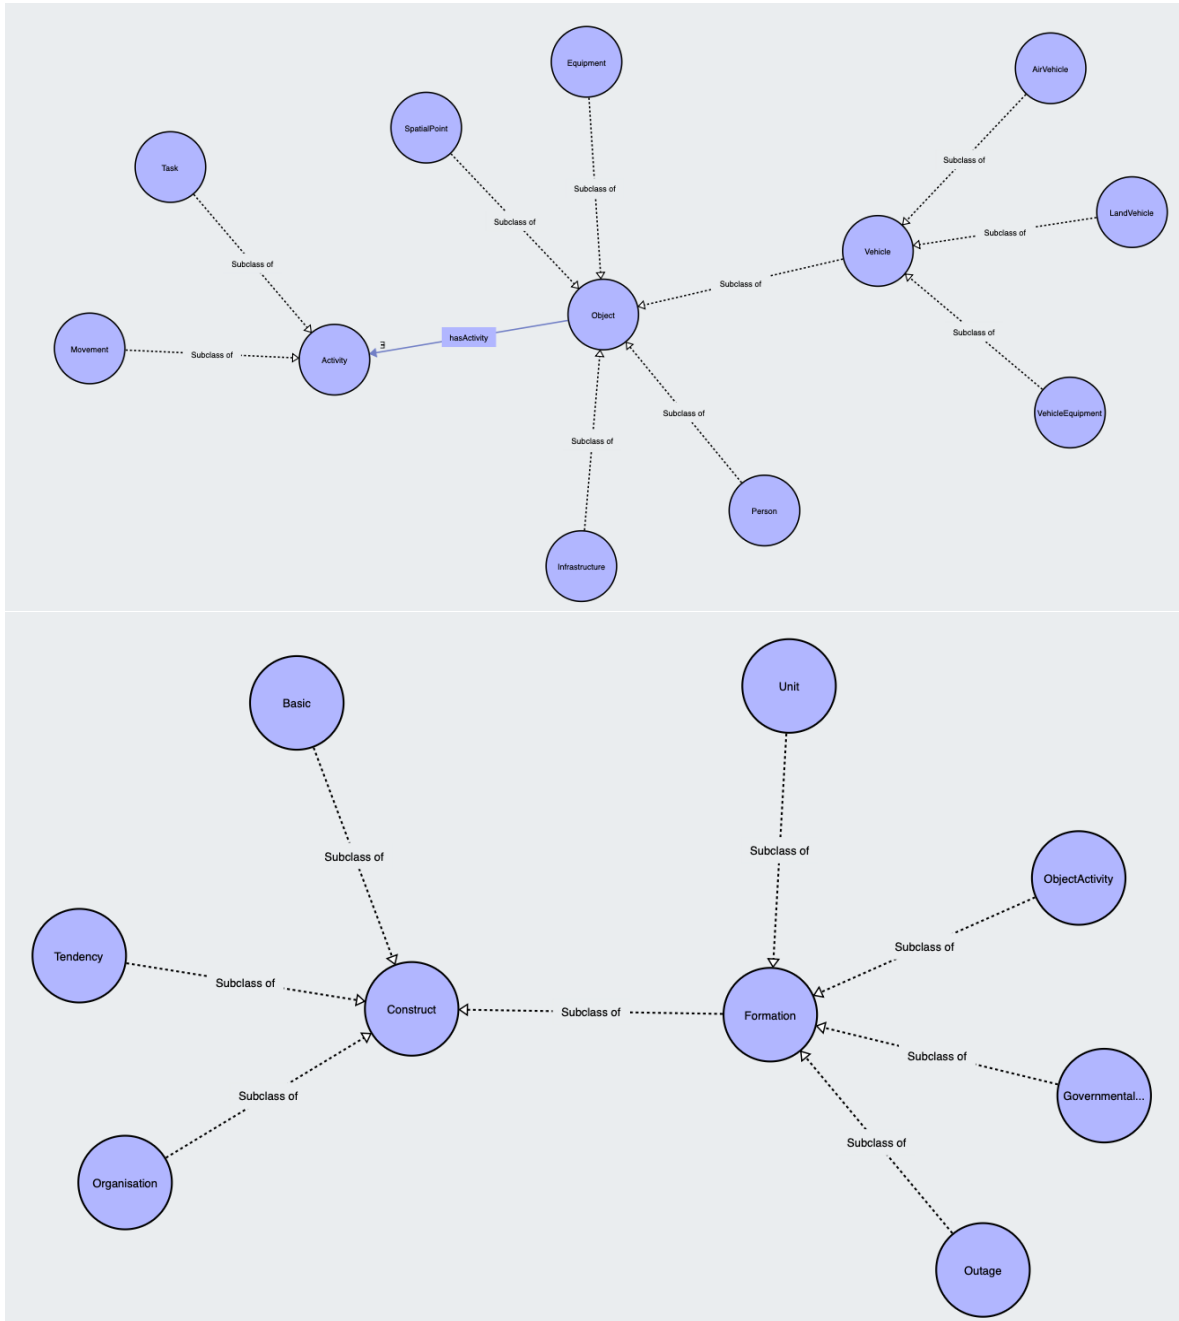 Equipment
AirVehicle
SpatialPoint
Task
Subclass of
Subclass of
LandVehicle
Subclass of
Subclass of
Vehicle
Subclass of
Subclass of
Object
Subclass of
hasActivity
∃
Movement
Subclass of
Activity
VehicleEquipment
Subclass of
Subclass of
Person
Infrastructure
Unit
Basic
Subclass of
Subclass of
ObjectActivity
Subclass of
Tendency
Subclass of
Construct
Subclass of
Formation
Subclass of
Subclass of
Governmental...
Subclass of
Organisation
Outage